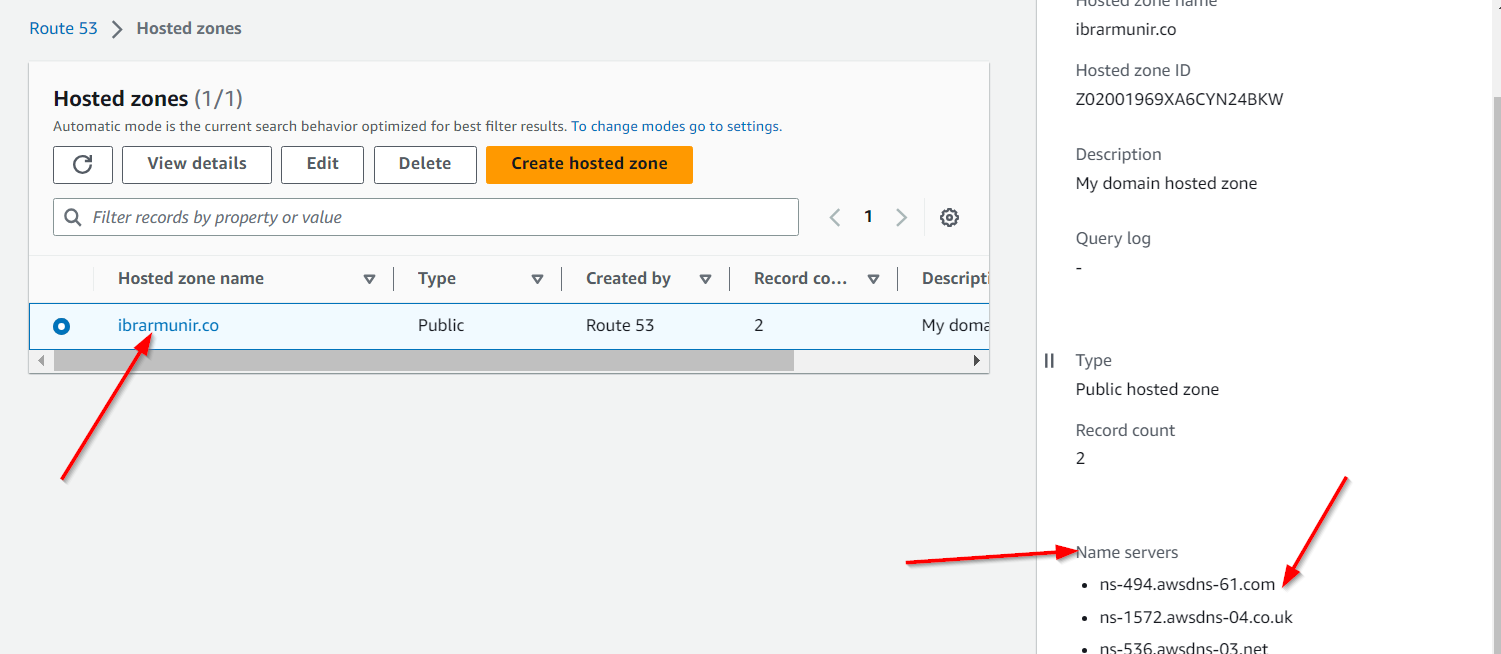 Route 53 > Hosted zones
Hosted zones (1/1)
Automatic mode is the current search behavior optimized for best filter results. To change modes go to settings.
View details Edit Delete Create hosted zone
Filter records by property or value
1
Hosted zone name Type Created by Record co... Descripti
ibrarmunir.co Public Route 53 2 My doma
Hosted zone name
ibrarmunir.co
Hosted zone ID
Z02001969XA6CYN24BKW
Description
My domain hosted zone
Query log
-
Type
Public hosted zone
Record count
2
Name servers
ns-494.awsdns-61.com
ns-1572.awsdns-04.co.uk
ns-536.awsdns-03.net